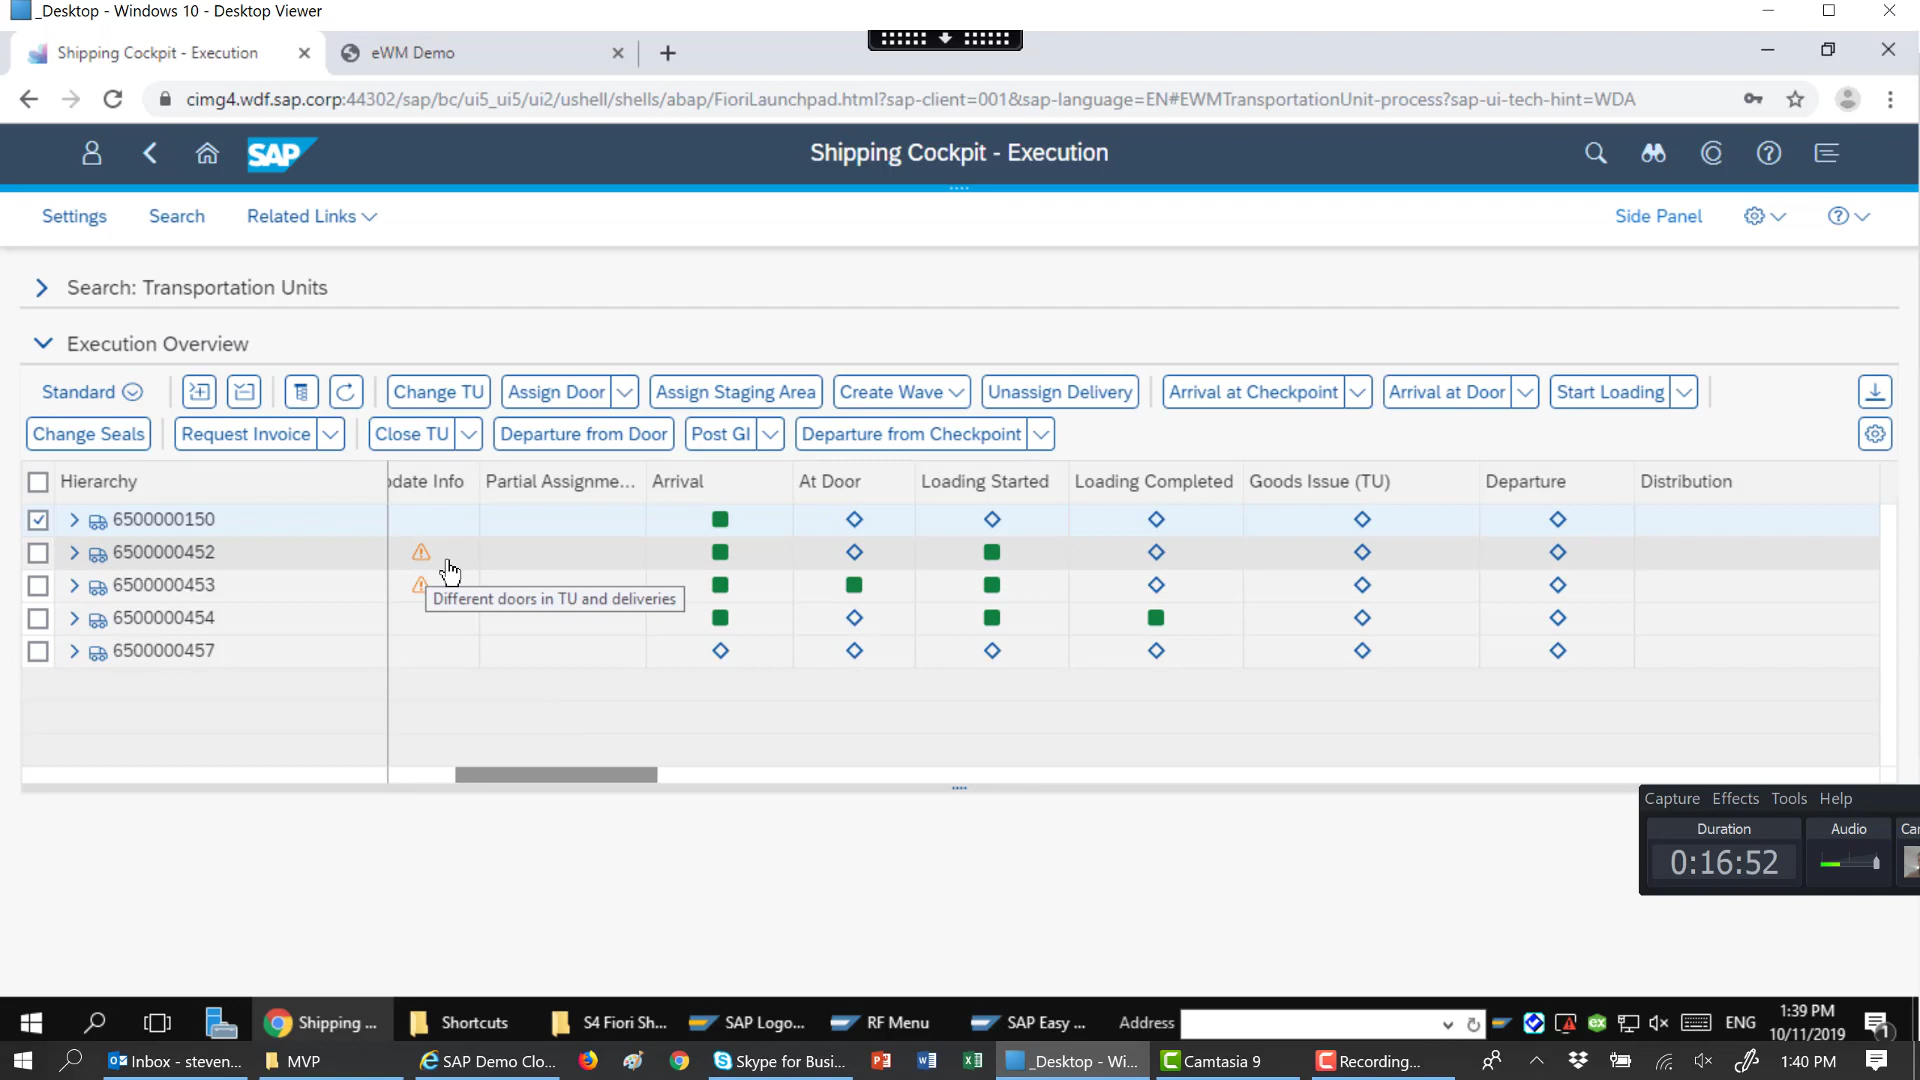 _Desktop - Windows 10 - Desktop Viewer
Shipping Cockpit - Execution
eWM Demo
cimg4.wdf.sap.corp:44302/sap/bc/ui5_ui5/ui2/ushell/shells/abap/FioriLaunchpad.html?sap-client=001&sap-language=EN#EWMTransportationUnit-process?sap-ui-tech-hint=WDA
SAP
Shipping Cockpit - Execution
Settings
Search
Related Links
Side Panel
Search: Transportation Units
Execution Overview
Standard
Change TU
Assign Door
Assign Staging Area
Create Wave
Unassign Delivery
Arrival at Checkpoint
Arrival at Door
Start Loading
Change Seals
Request Invoice
Close TU
Departure from Door
Post GI
Departure from Checkpoint
Hierarchy
date Info
Partial Assignme...
Arrival
At Door
Loading Started
Loading Completed
Goods Issue (TU)
Departure
Distribution
6500000150
6500000452
6500000453
Different doors in TU and deliveries
6500000454
6500000457
Capture Effects Tools Help
Duration
Audio
Ca
0:16:52
Shipping ...
Shortcuts
S4 Fiori Sh...
SAP Logo...
RF Menu
SAP Easy ...
Address
ex
ENG
1:39 PM
10/11/2019
1
Inbox - steven...
MVP
SAP Demo Clo...
Skype for Busi...
_Desktop - Wi...
Camtasia 9
Recording...
1:40 PM